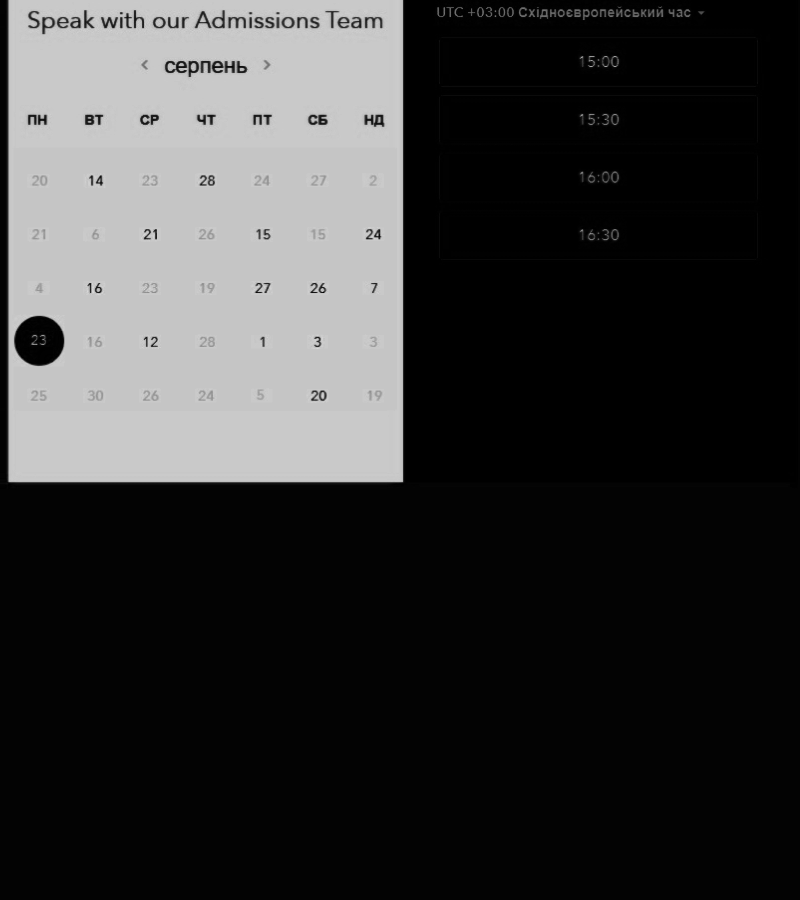 Speak with our Admissions Team
серпень
ПН ВТ СР ЧТ ПТ СБ НД
20 14 23 28 24 27 2
21 6 21 26 15 15 24
4 16 23 19 27 26 7
23 16 12 28 1 3 3
25 30 26 24 5 20 19
UTC +03:00 Східноєвропейський час
15:00
15:30
16:00
16:30